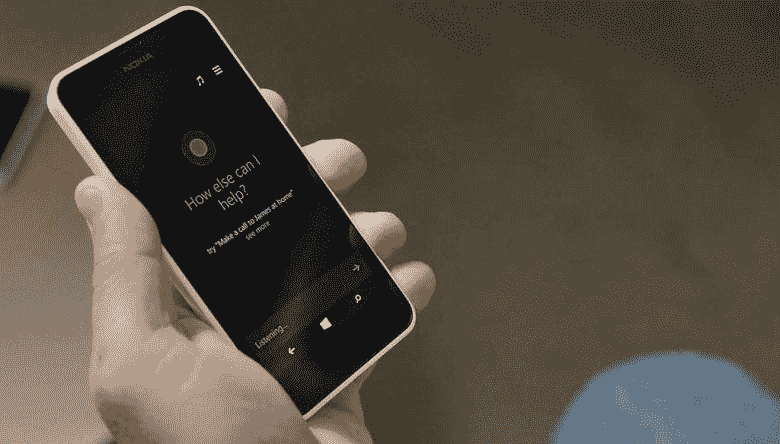 NOKIA
How else can I
help?
try "Make a call to James at home"
see more
Listening...